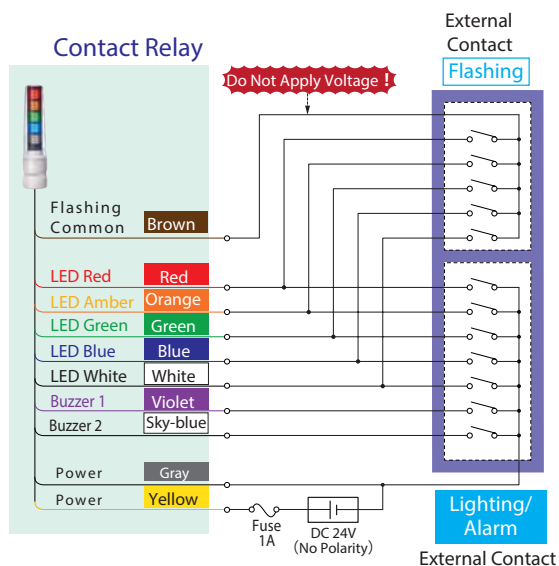 External
Contact
Flashing
Contact Relay
Do Not Apply Voltage !
Flashing
Common
Brown
LED Red
Red
LED Amber
Orange
LED Green
Green
LED Blue
Blue
LED White
White
Buzzer 1
Violet
Buzzer 2
Sky-blue
Power
Gray
Power
Yellow
Fuse
1A
DC 24V
(No Polarity)
Lighting/
Alarm
External Contact